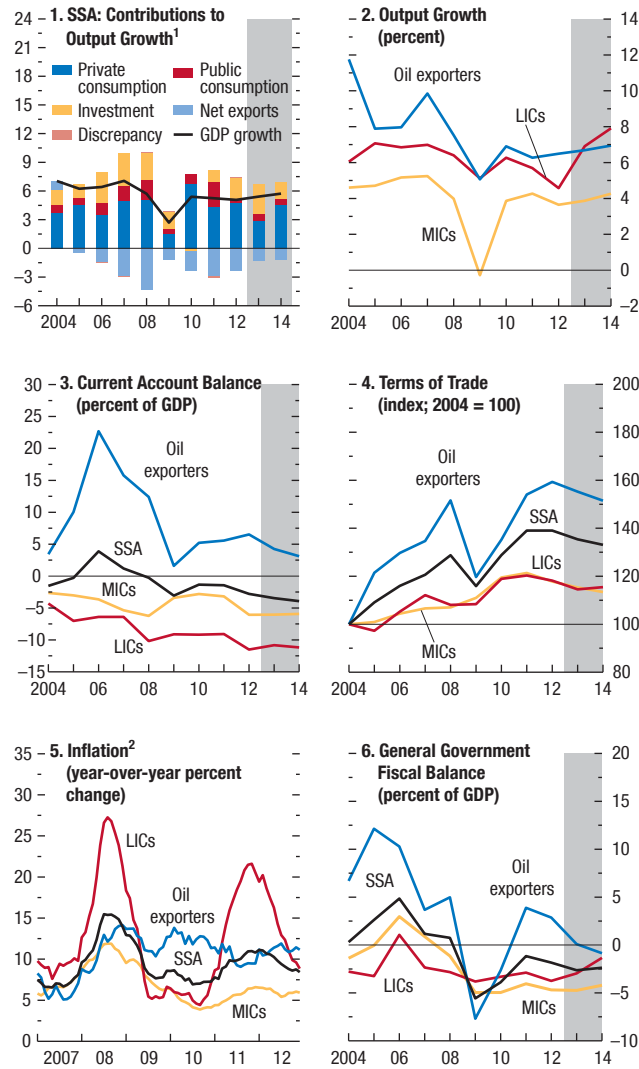 1. SSA: Contributions to
Output Growth¹
Private consumption
Public consumption
Investment
Net exports
Discrepancy
GDP growth
24
21
18
15
12
9
6
3
0
–3
–6
2004 06 08 10 12 14
2. Output Growth
(percent)
Oil exporters
LICs
MICs
14
12
10
8
6
4
2
0
–2
2004 06 08 10 12 14
3. Current Account Balance
(percent of GDP)
Oil
exporters
SSA
MICs
LICs
30
25
20
15
10
5
0
–5
–10
–15
2004 06 08 10 12 14
4. Terms of Trade
(index; 2004 = 100)
Oil
exporters
SSA
LICs
MICs
200
180
160
140
120
100
80
2004 06 08 10 12 14
5. Inflation²
(year-over-year percent
change)
LICs
Oil
exporters
SSA
MICs
35
30
25
20
15
10
5
0
2007 08 09 10 11 12
6. General Government
Fiscal Balance
(percent of GDP)
SSA
Oil
exporters
LICs
MICs
20
15
10
5
0
–5
–10
2004 06 08 10 12 14